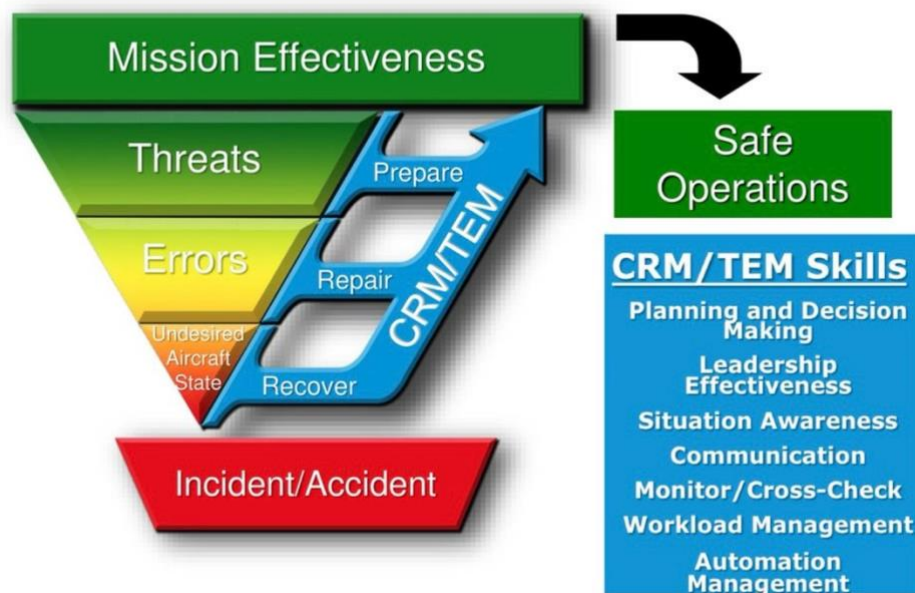 Mission Effectiveness
Threats
Prepare
Errors
Repair
Undesired
Aircraft
State
Recover
CRM/TEM
Incident/Accident
Safe
Operations
CRM/TEM Skills
Planning and Decision
Making
Leadership
Effectiveness
Situation Awareness
Communication
Monitor/Cross-Check
Workload Management
Automation
Management